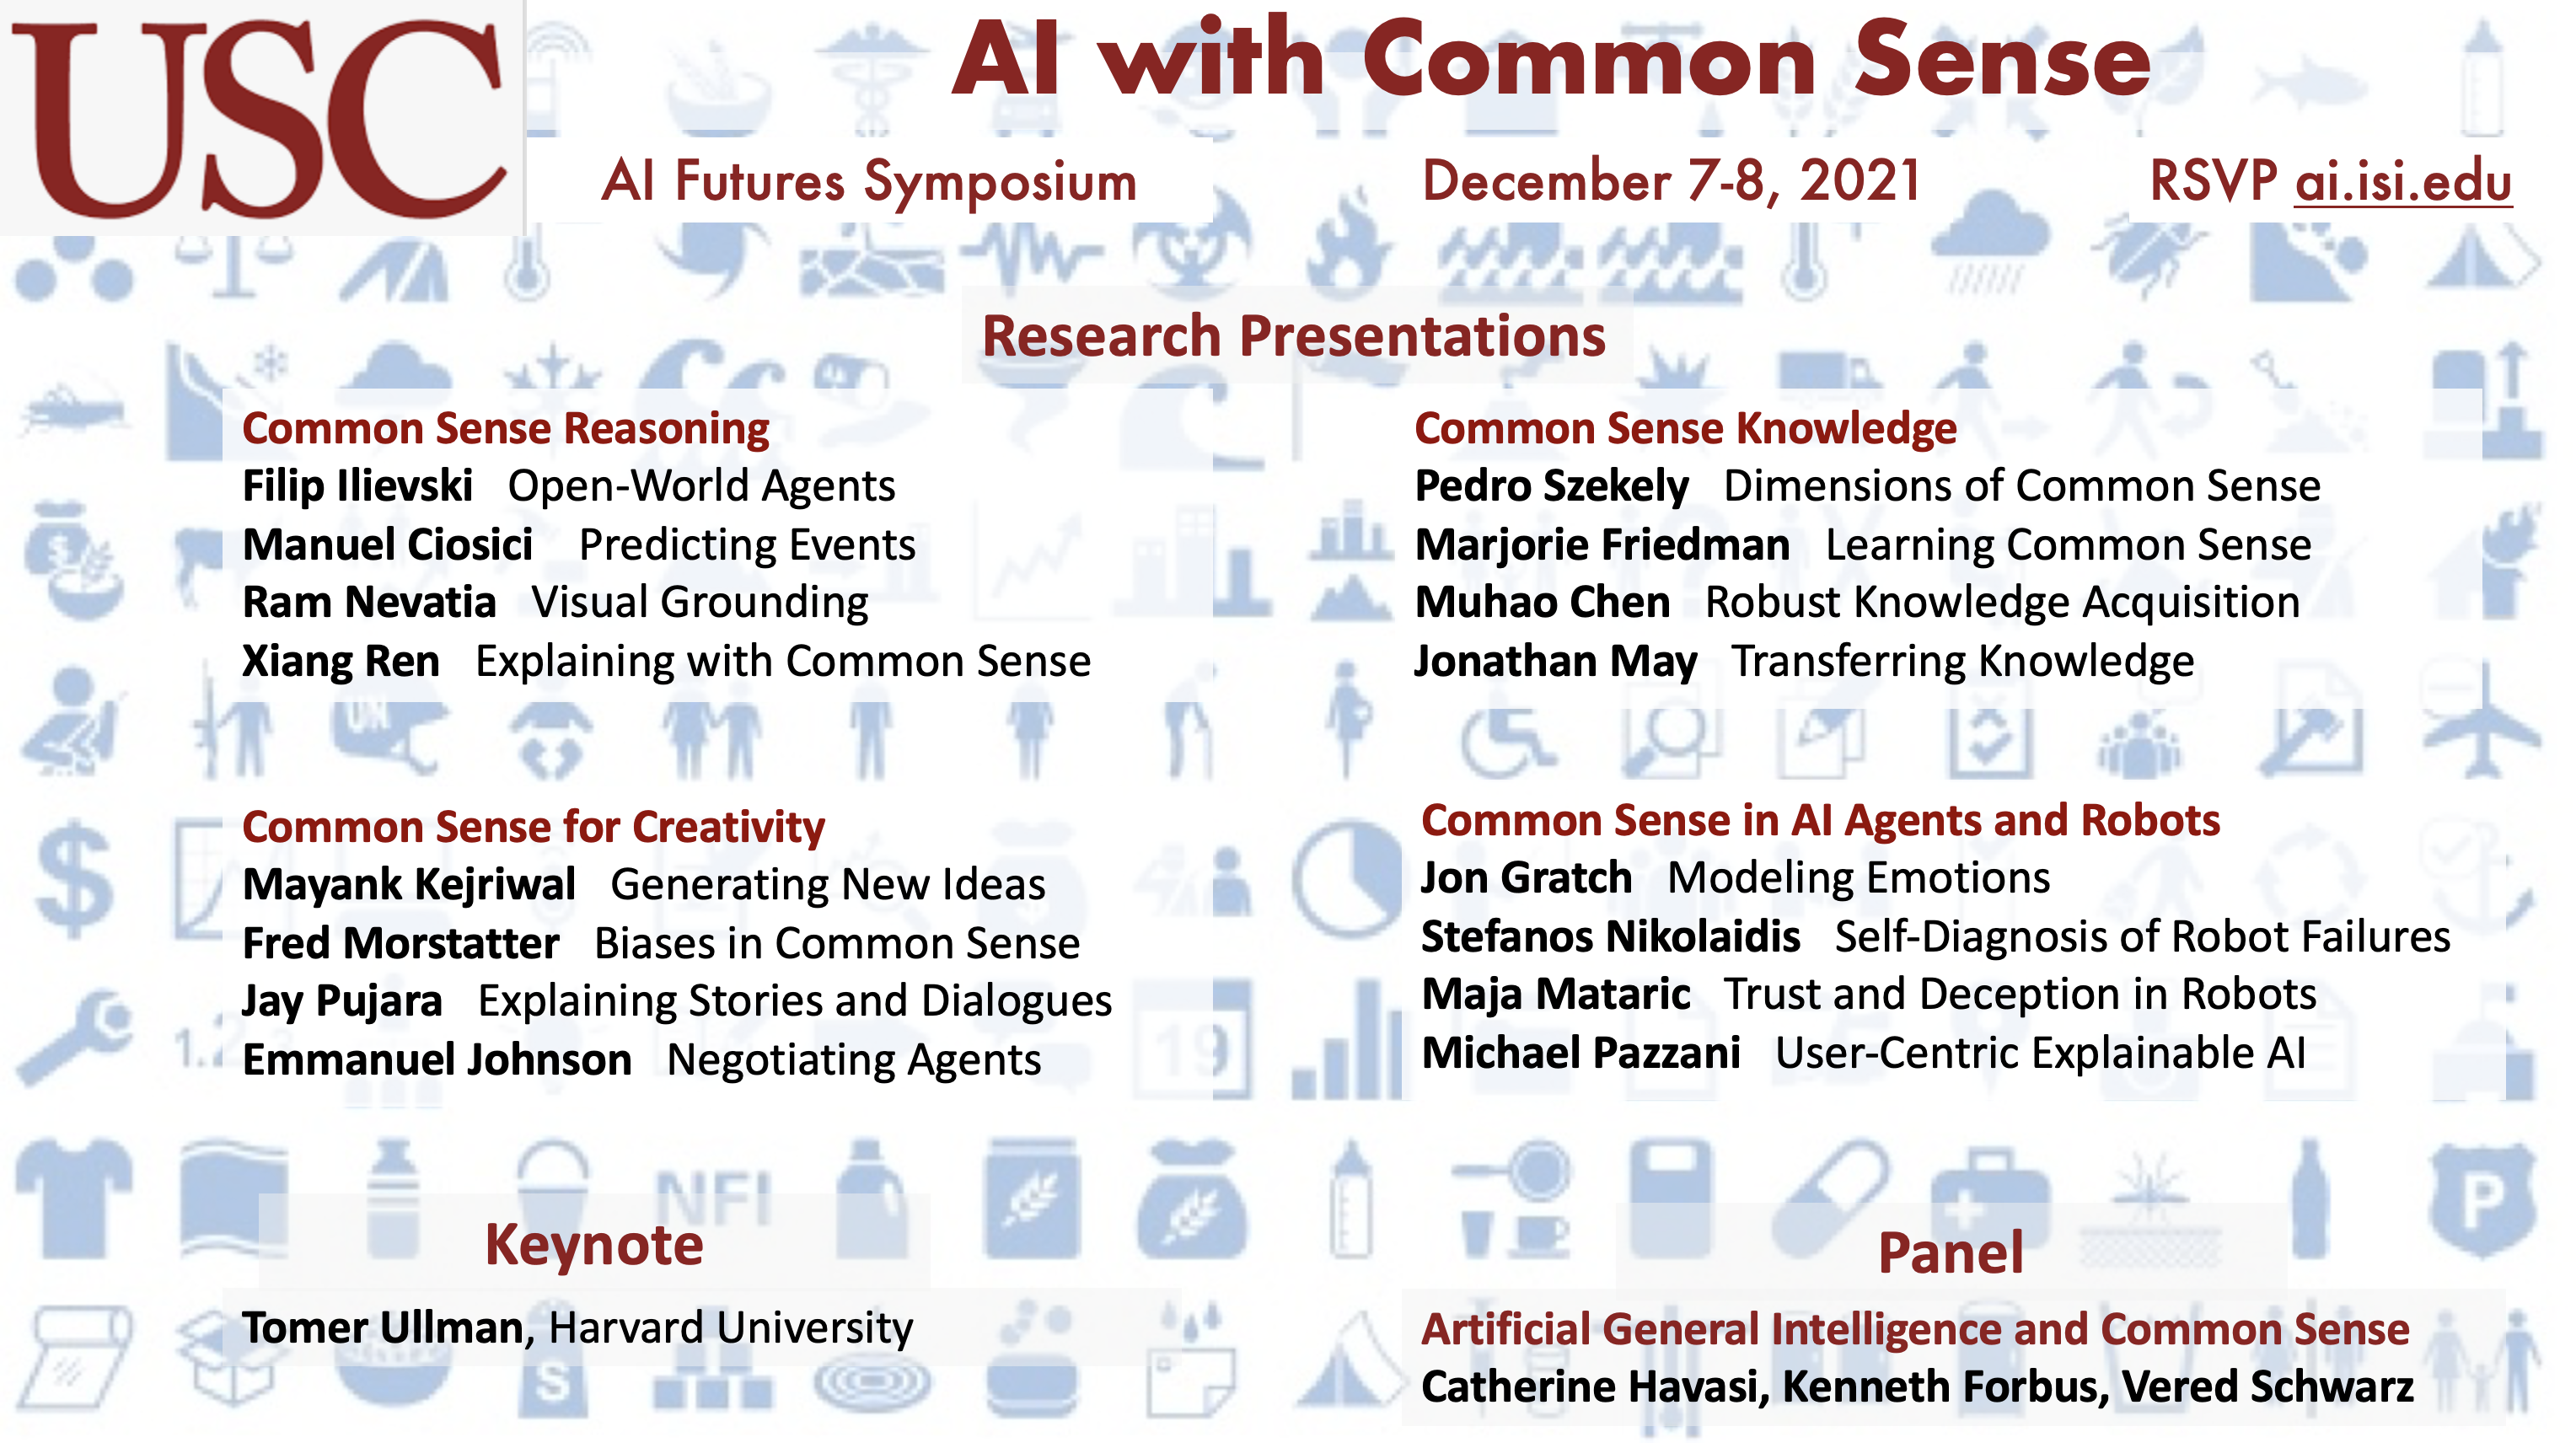 USC
AI with Common Sense
AI Futures Symposium
December 7-8, 2021
RSVP ai.isi.edu
Research Presentations
Common Sense Reasoning
Filip Ilievski Open-World Agents
Manuel Ciosici Predicting Events
Ram Nevatia Visual Grounding
Xiang Ren Explaining with Common Sense
Common Sense Knowledge
Pedro Szekely Dimensions of Common Sense
Marjorie Friedman Learning Common Sense
Muhao Chen Robust Knowledge Acquisition
Jonathan May Transferring Knowledge
UN
$
Common Sense for Creativity
Mayank Kejriwal Generating New Ideas
Fred Morstatter Biases in Common Sense
Jay Pujara Explaining Stories and Dialogues
Emmanuel Johnson Negotiating Agents
19
Common Sense in AI Agents and Robots
Jon Gratch Modeling Emotions
Stefanos Nikolaidis Self-Diagnosis of Robot Failures
Maja Mataric Trust and Deception in Robots
Michael Pazzani User-Centric Explainable AI
NFI
P
Keynote
Tomer Ullman, Harvard University
S
Panel
Artificial General Intelligence and Common Sense
Catherine Havasi, Kenneth Forbus, Vered Schwarz